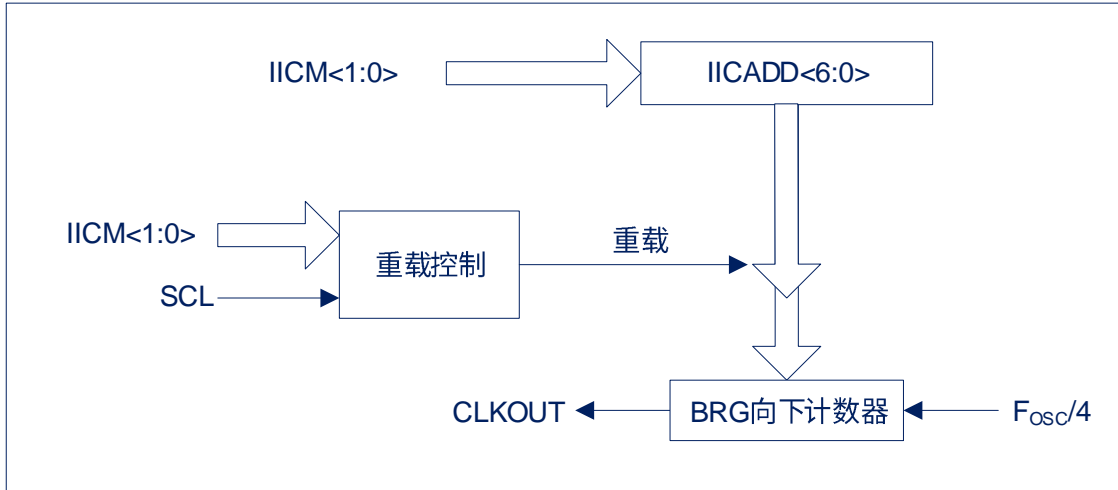 IICM<1:0>
IICADD<6:0>
IICM<1:0>
重载控制
重载
SCL
CLKOUT
BRG向下计数器
FOSC/4